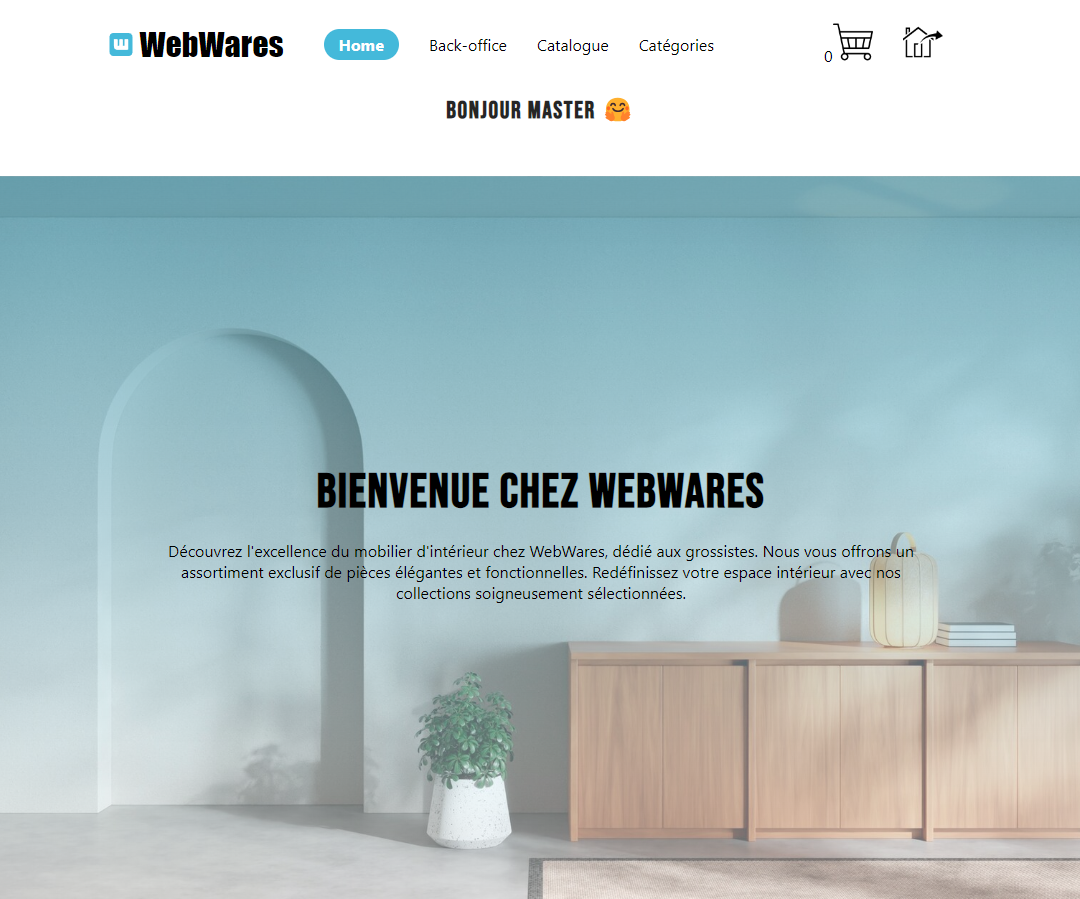 WebWares
Home
Back-office
Catalogue
Catégories
0
BONJOUR MASTER 🤗
BIENVENUE CHEZ WEBWARES
Découvrez l'excellence du mobilier d'intérieur chez WebWares, dédié aux grossistes. Nous vous offrons un
assortiment exclusif de pièces élégantes et fonctionnelles. Redéfinissez votre espace intérieur avec nos
collections soigneusement sélectionnées.